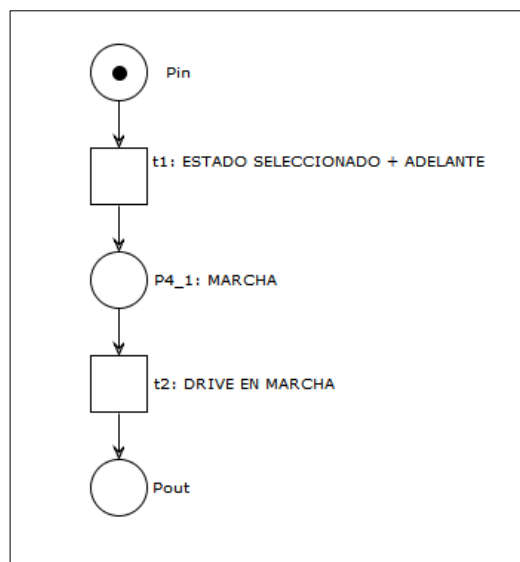 Pin
t1: ESTADO SELECCIONADO + ADELANTE
P4_1: MARCHA
t2: DRIVE EN MARCHA
Pout